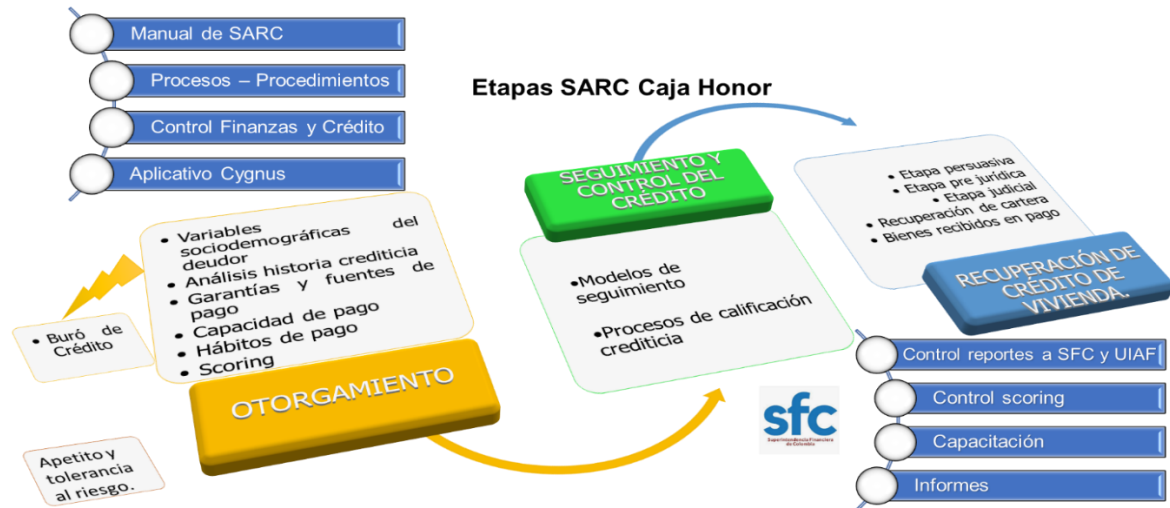 Manual de SARC
Procesos – Procedimientos
Control Finanzas y Crédito
Aplicativo Cygnus
Etapas SARC Caja Honor
• Variables
sociodemográficas del
deudor
• Análisis historia crediticia
• Garantías y fuentes de
pago
• Capacidad de pago
• Hábitos de pago
• Scoring
• Buró de
Crédito
OTORGAMIENTO
Apetito y
tolerancia
al riesgo.
SEGUIMIENTO Y
CONTROL DEL
CRÉDITO
•Modelos de
seguimiento
•Procesos de calificación
crediticia
• Etapa persuasiva
• Etapa pre jurídica
• Etapa judicial
• Recuperación de cartera
• Bienes recibidos en pago
RECUPERACIÓN DE
CRÉDITO DE
VIVIENDA.
sfc
Superintendencia Financiera
de Colombia
Control reportes a SFC y UIAF
Control scoring
Capacitación
Informes